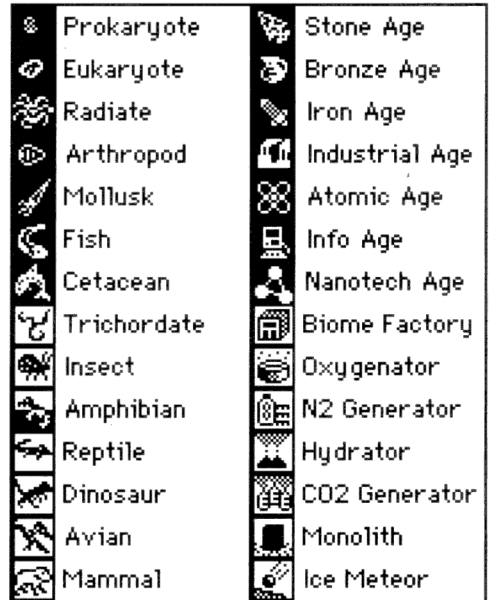 Prokaryote
Eukaryote
Radiate
Arthropod
Mollusk
Fish
Cetacean
Trichordate
Insect
Amphibian
Reptile
Dinosaur
Avian
Mammal
Stone Age
Bronze Age
Iron Age
Industrial Age
Atomic Age
Info Age
Nanotech Age
Biome Factory
Oxygenator
N2 Generator
Hydrator
CO2 Generator
Monolith
Ice Meteor